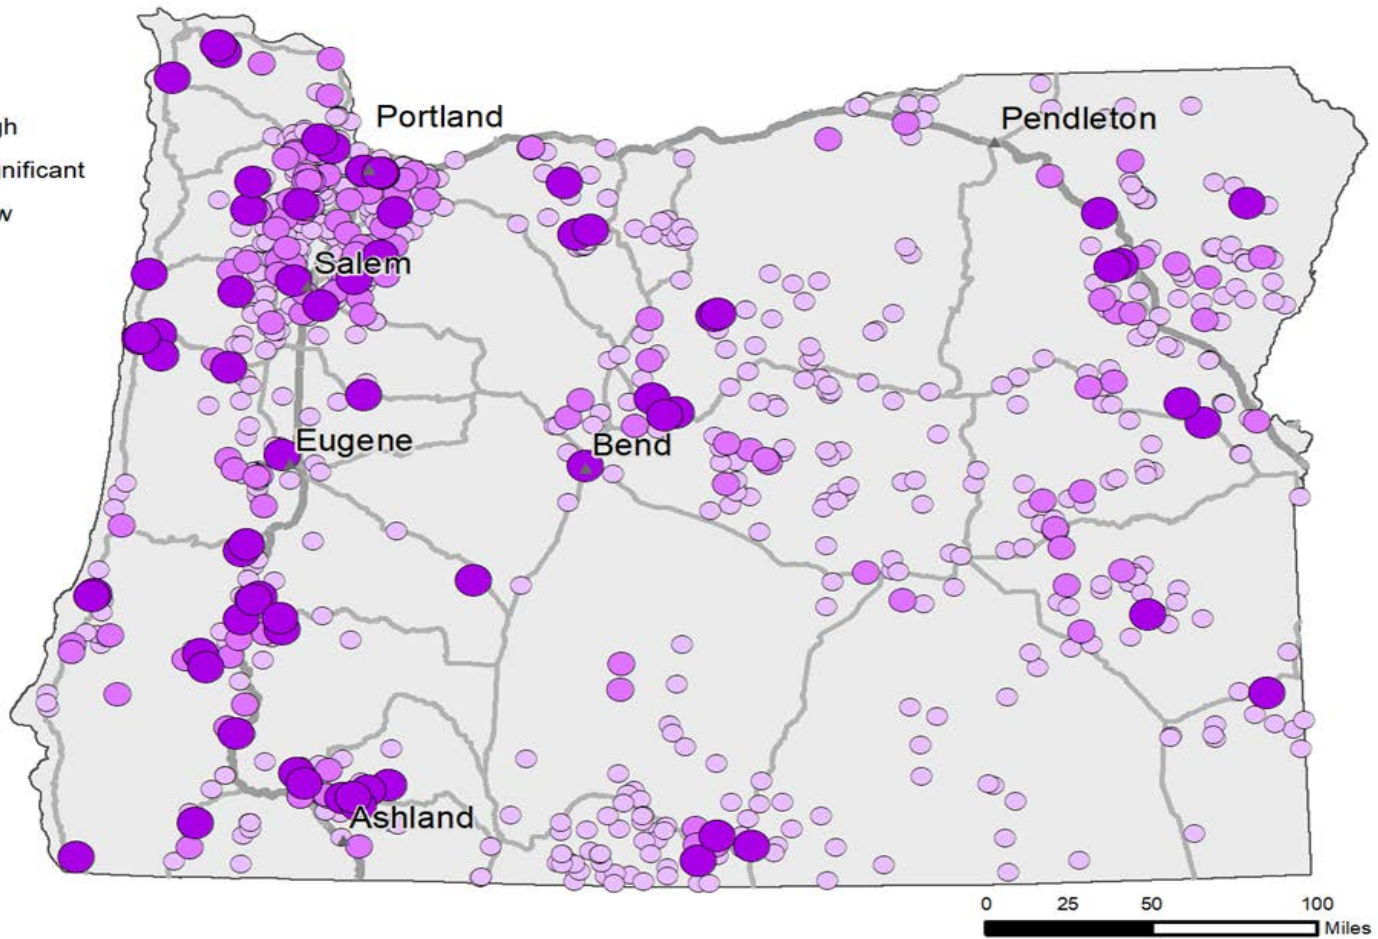 Portland
Pendleton
Salem
Eugene
Bend
Ashland
0 25 50 100
Miles